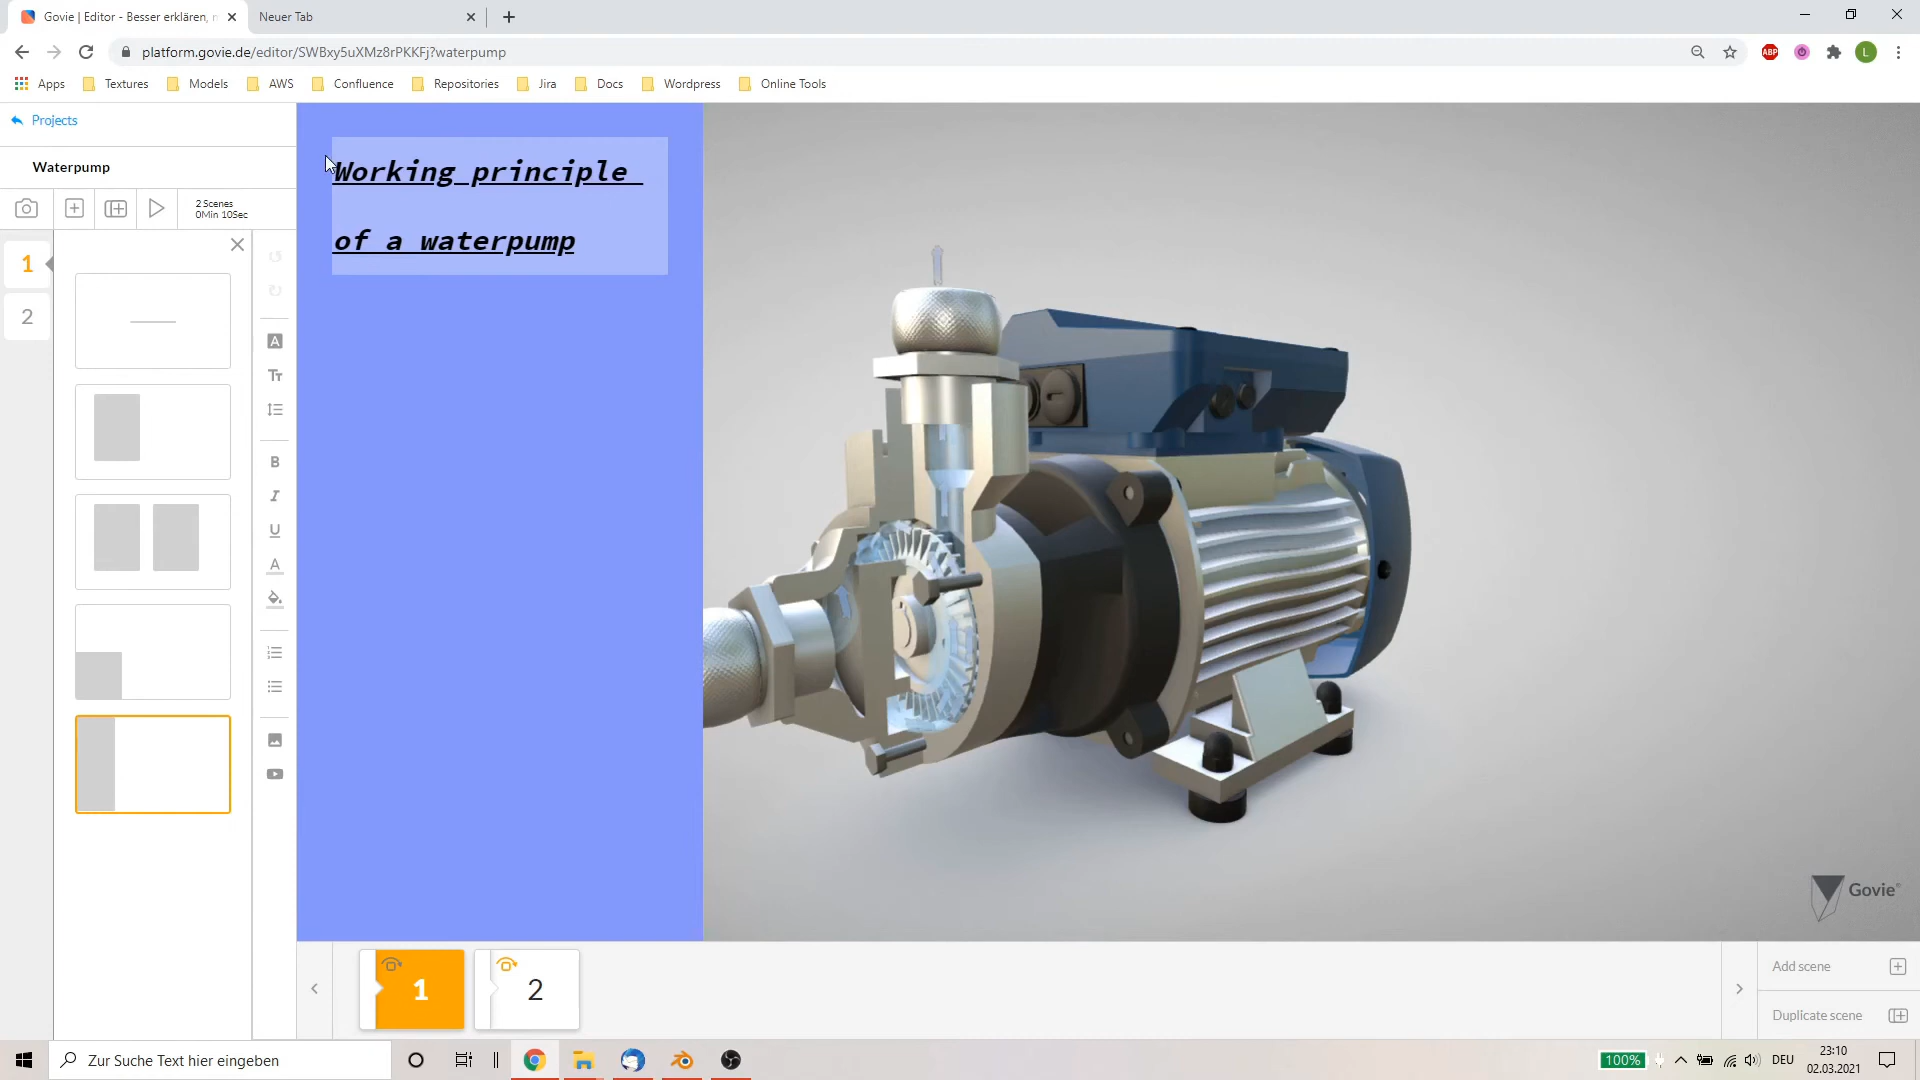 Govie | Editor - Besser erklären, m
Neuer Tab
platform.govie.de/editor/SWBxy5uXMz8rPKKFj?waterpump
ABP
L
Apps
Textures
Models
AWS
Confluence
Repositories
Jira
Docs
Wordpress
Online Tools
Projects
Waterpump
2 Scenes
0Min 10Sec
1
2
A
Tt
B
I
U
A
Working principle
of a waterpump
Govie®
1
2
Add scene
Duplicate scene
Zur Suche Text hier eingeben
100%
DEU
23:10
02.03.2021